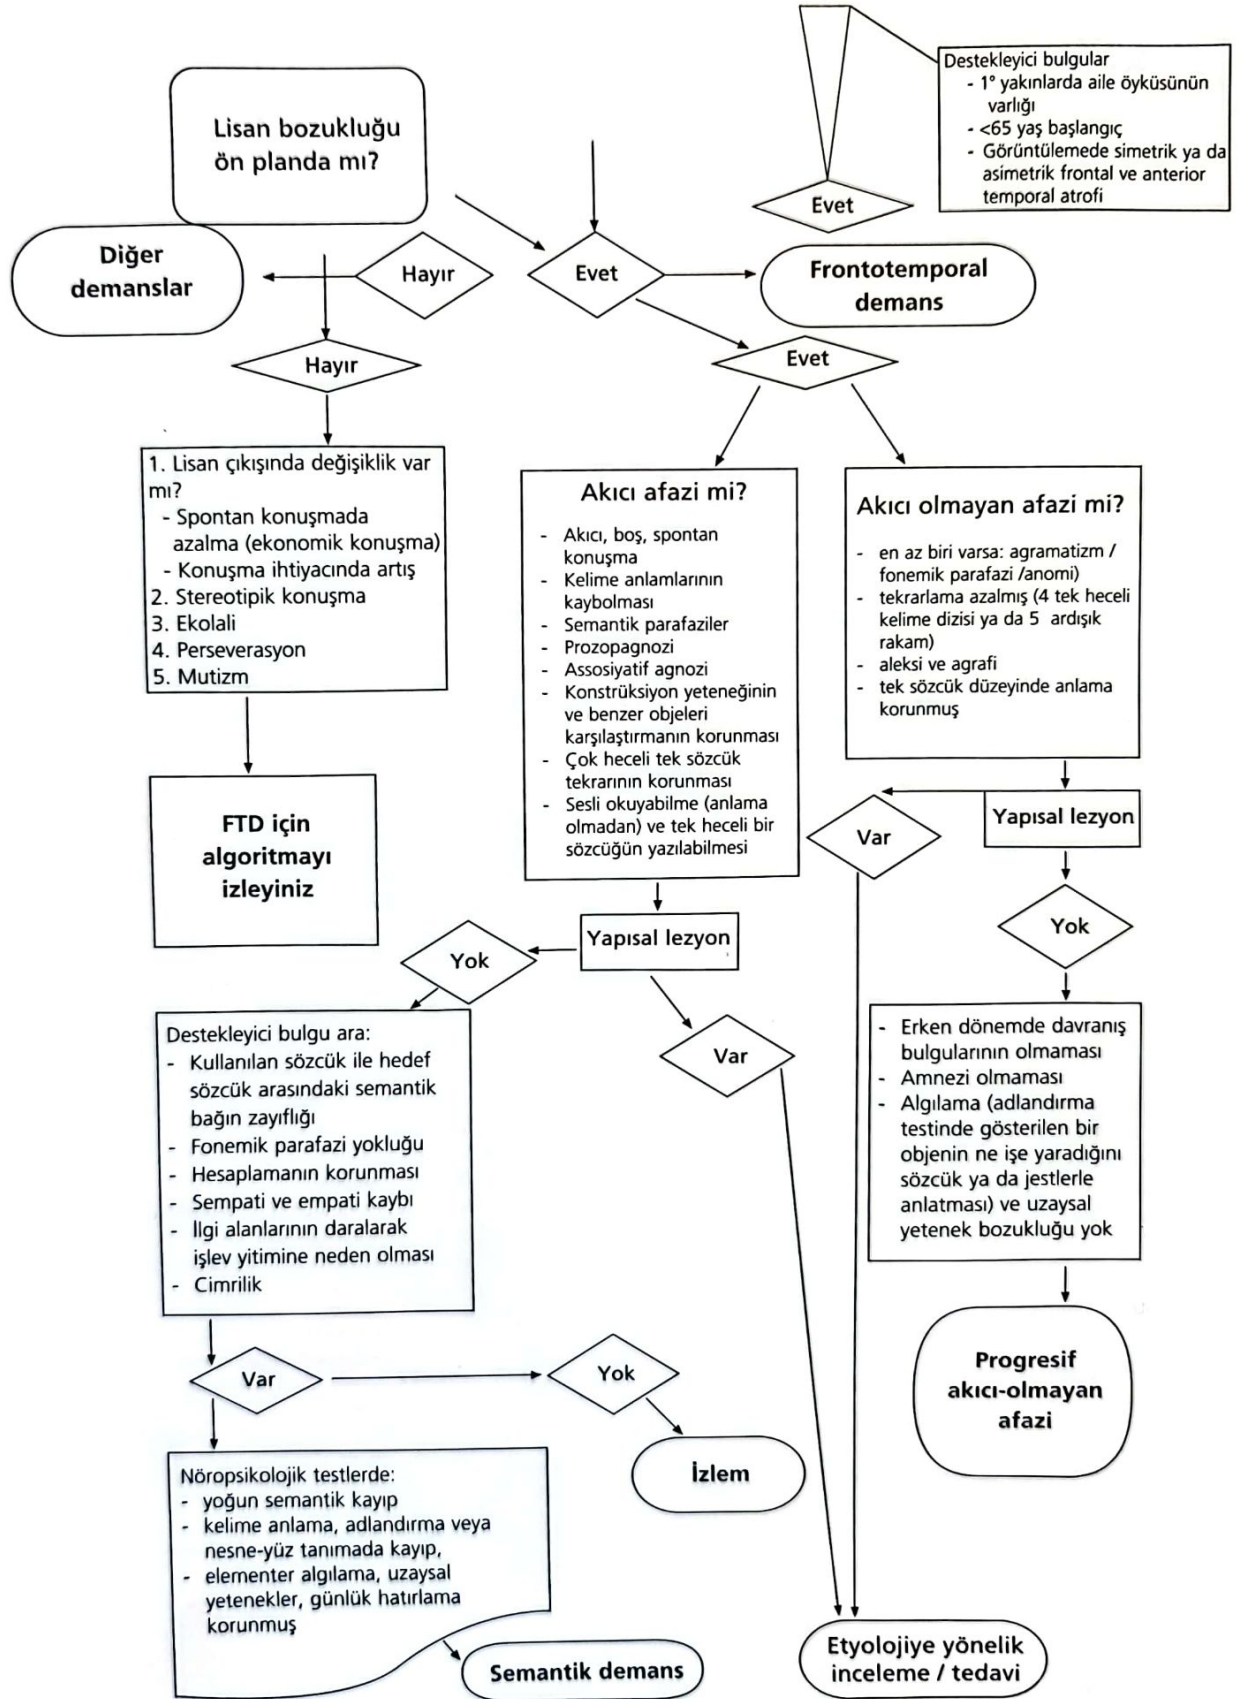 Destekleyici bulgular
- 1° yakınlarda aile öyküsünün
varlığı
- <65 yaş başlangıç
- Görüntülemede simetrik ya da
asimetrik frontal ve anterior
temporal atrofi
Evet
Lisan bozukluğu
ön planda mı?
Diğer
demanslar
Hayır
Evet
Frontotemporal
demans
Hayır
Evet
1. Lisan çıkışında değişiklik var
mı?
- Spontan konuşmada
azalma (ekonomik konuşma)
- Konuşma ihtiyacında artış
2. Stereotipik konuşma
3. Ekolali
4. Perseverasyon
5. Mutizm
FTD için
algoritmayı
izleyiniz
Akıcı afazi mi?
- Akıcı, boş, spontan
konuşma
- Kelime anlamlarının
kaybolması
- Semantik parafaziler
- Prozopagnozi
- Assosiyatif agnozi
- Konstrüksiyon yeteneğinin
ve benzer objeleri
karşılaştırmanın korunması
- Çok heceli tek sözcük
tekrarının korunması
- Sesli okuyabilme (anlama
olmadan) ve tek heceli bir
sözcüğün yazılabilmesi
Akıcı olmayan afazi mi?
- en az biri varsa: agramatizm /
fonemik parafazi /anomi)
- tekrarlama azalmış (4 tek heceli
kelime dizisi ya da 5 ardışık
rakam)
- aleksi ve agrafi
- tek sözcük düzeyinde anlama
korunmuş
Var
Yapısal lezyon
Yok
Yok
Yapısal lezyon
Var
Destekleyici bulgu ara:
- Kullanılan sözcük ile hedef
sözcük arasındaki semantik
bağın zayıflığı
- Fonemik parafazi yokluğu
- Hesaplamanın korunması
- Sempati ve empati kaybı
- İlgi alanlarının daralarak
işlev yitimine neden olması
- Cimrilik
- Erken dönemde davranış
bulgularının olmaması
- Amnezi olmaması
- Algılama (adlandırma
testinde gösterilen bir
objenin ne işe yaradığını
sözcük ya da jestlerle
anlatması) ve uzaysal
yetenek bozukluğu yok
Var
Yok
İzlem
Progresif
akıcı-olmayan
afazi
Nöropsikolojik testlerde:
- yoğun semantik kayıp
- kelime anlama, adlandırma veya
nesne-yüz tanımada kayıp,
- elementer algılama, uzaysal
yetenekler, günlük hatırlama
korunmuş
Semantik demans
Etyolojiye yönelik
inceleme / tedavi